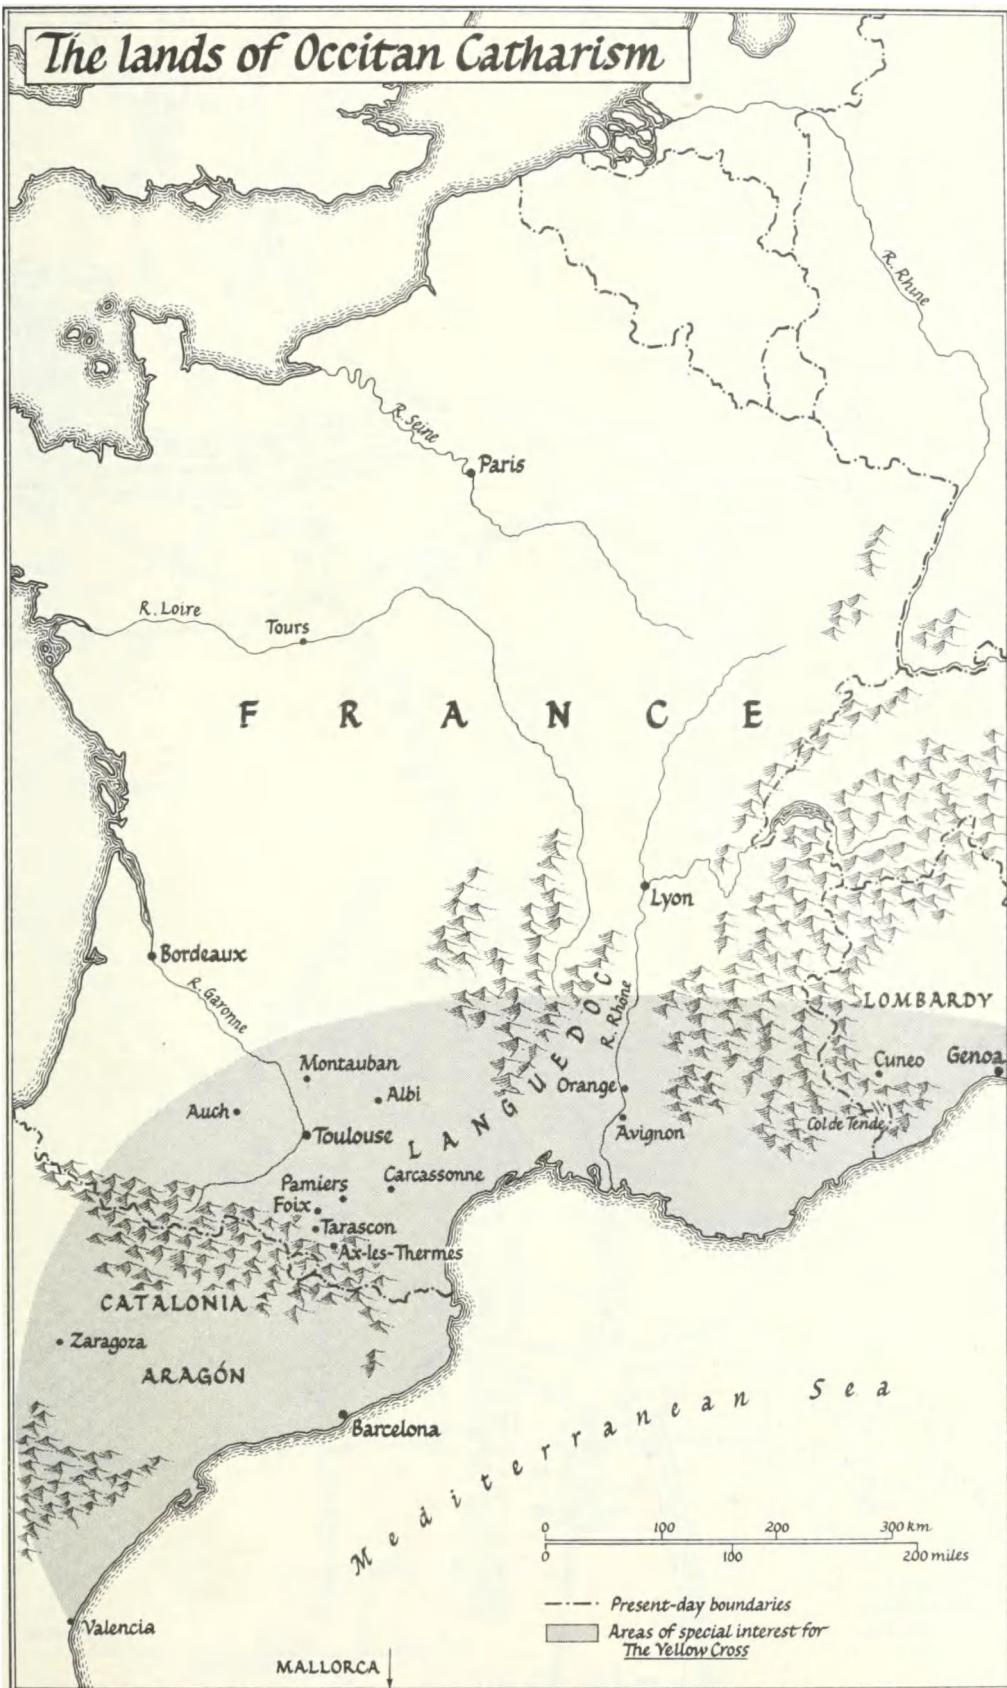 The lands of Occitan Catharism
R. Rhine
R. Seine
Paris
R. Loire
Tours
FRANCE
Lyon
Bordeaux
R. Garonne
LANGUEDOC
R. Rhône
LOMBARDY
Montauban
Albi
Auch
Toulouse
Orange
Avignon
Cuneo
Genoa
Col de Tende
Pamiers
Carcassonne
Foix
Tarascon
Ax-les-Thermes
CATALONIA
Zaragoza
ARAGÓN
Barcelona
Mediterranean Sea
0 100 200 300 km
0 100 200 miles
Present-day boundaries
Areas of special interest for
The Yellow Cross
Valencia
MALLORCA